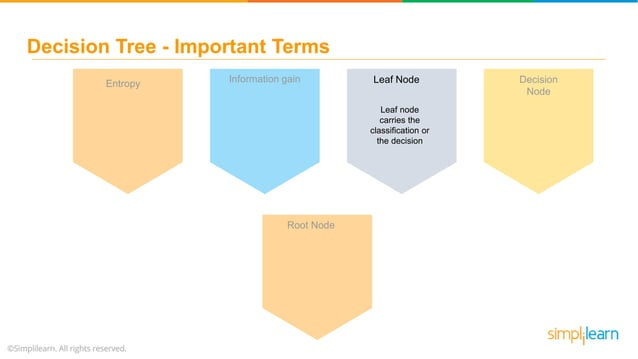 Decision Tree - Important Terms
Entropy
Information gain
Leaf Node
Leaf node
carries the
classification or
the decision
Decision
Node
Root Node
simplilearn
©Simplilearn. All rights reserved.